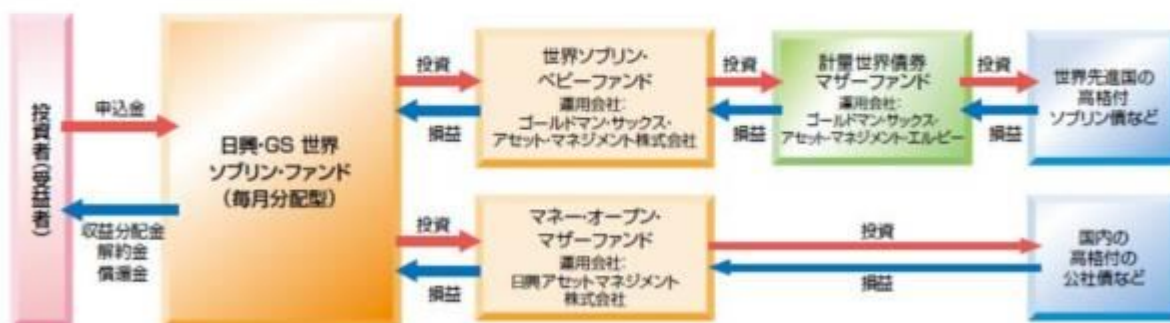 投資者(受益者)
申込金
収益分配金
解約金
償還金
日興・GS 世界
ソブリン・ファンド
(毎月分配型)
投資
損益
世界ソブリン・
ベビーファンド
運用会社:
ゴールドマン・サックス・
アセット・マネジメント株式会社
投資
損益
計量世界債券
マザーファンド
運用会社:
ゴールドマン・サックス・
アセット・マネジメント・エルピー
投資
損益
世界先進国の
高格付
ソブリン債など
投資
損益
マネー・オープン・
マザーファンド
運用会社:
日興アセットマネジメント
株式会社
投資
損益
国内の
高格付の
公社債など